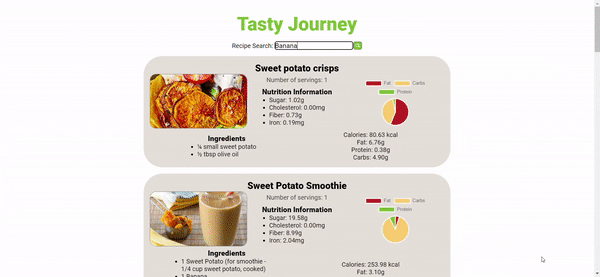 Tasty Journey
Recipe Search: Banana
Sweet potato crisps
Number of servings: 1
Nutrition Information
Sugar: 1.02g
Cholesterol: 0.00mg
Fiber: 0.73g
Iron: 0.19mg
Fat Carbs
Protein
Ingredients
¼ small sweet potato
½ tbsp olive oil
Calories: 80.63 kcal
Fat: 6.76g
Protein: 0.38g
Carbs: 4.90g
Sweet Potato Smoothie
Number of servings: 1
Nutrition Information
Sugar: 19.58g
Cholesterol: 0.00mg
Fiber: 8.99g
Iron: 2.04mg
Fat Carbs
Protein
Ingredients
1 Sweet Potato (for smoothie -
1/4 cup sweet potato, cooked)
1 Banana
Calories: 253.98 kcal
Fat: 3.10g